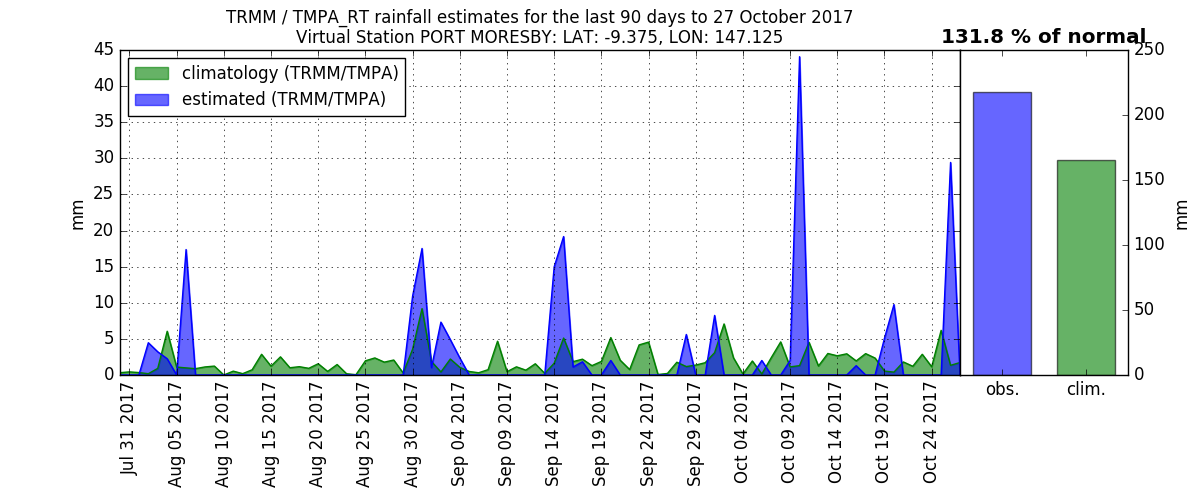 TRMM / TMPA_RT rainfall estimates for the last 90 days to 27 October 2017
Virtual Station PORT MORESBY: LAT: -9.375, LON: 147.125
131.8 % of normal
climatology (TRMM/TMPA)
estimated (TRMM/TMPA)
45
40
35
30
25
20
15
10
5
0
mm
Jul 31 2017
Aug 05 2017
Aug 10 2017
Aug 15 2017
Aug 20 2017
Aug 25 2017
Aug 30 2017
Sep 04 2017
Sep 09 2017
Sep 14 2017
Sep 19 2017
Sep 24 2017
Sep 29 2017
Oct 04 2017
Oct 09 2017
Oct 14 2017
Oct 19 2017
Oct 24 2017
250
200
150
100
50
0
mm
obs.
clim.